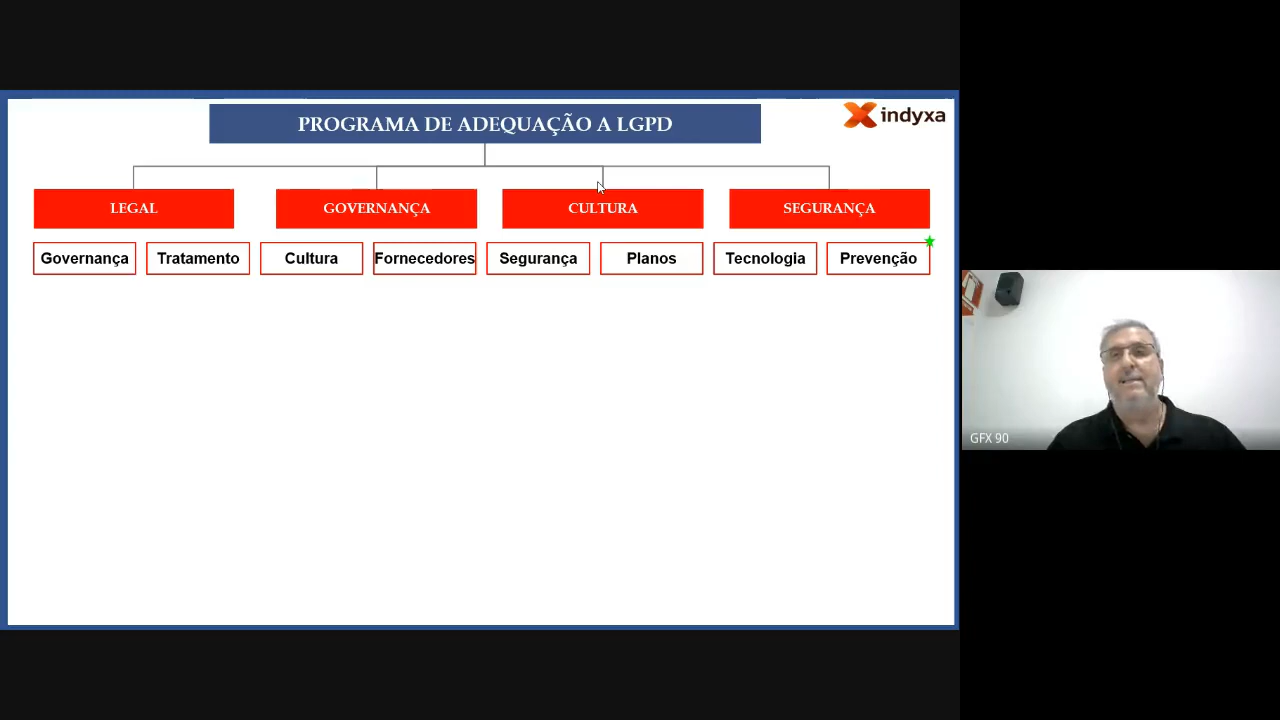 PROGRAMA DE ADEQUAÇÃO A LGPD
indyxa
LEGAL
GOVERNANÇA
CULTURA
SEGURANÇA
Governança
Tratamento
Cultura
Fornecedores
Segurança
Planos
Tecnologia
Prevenção
GFX 90